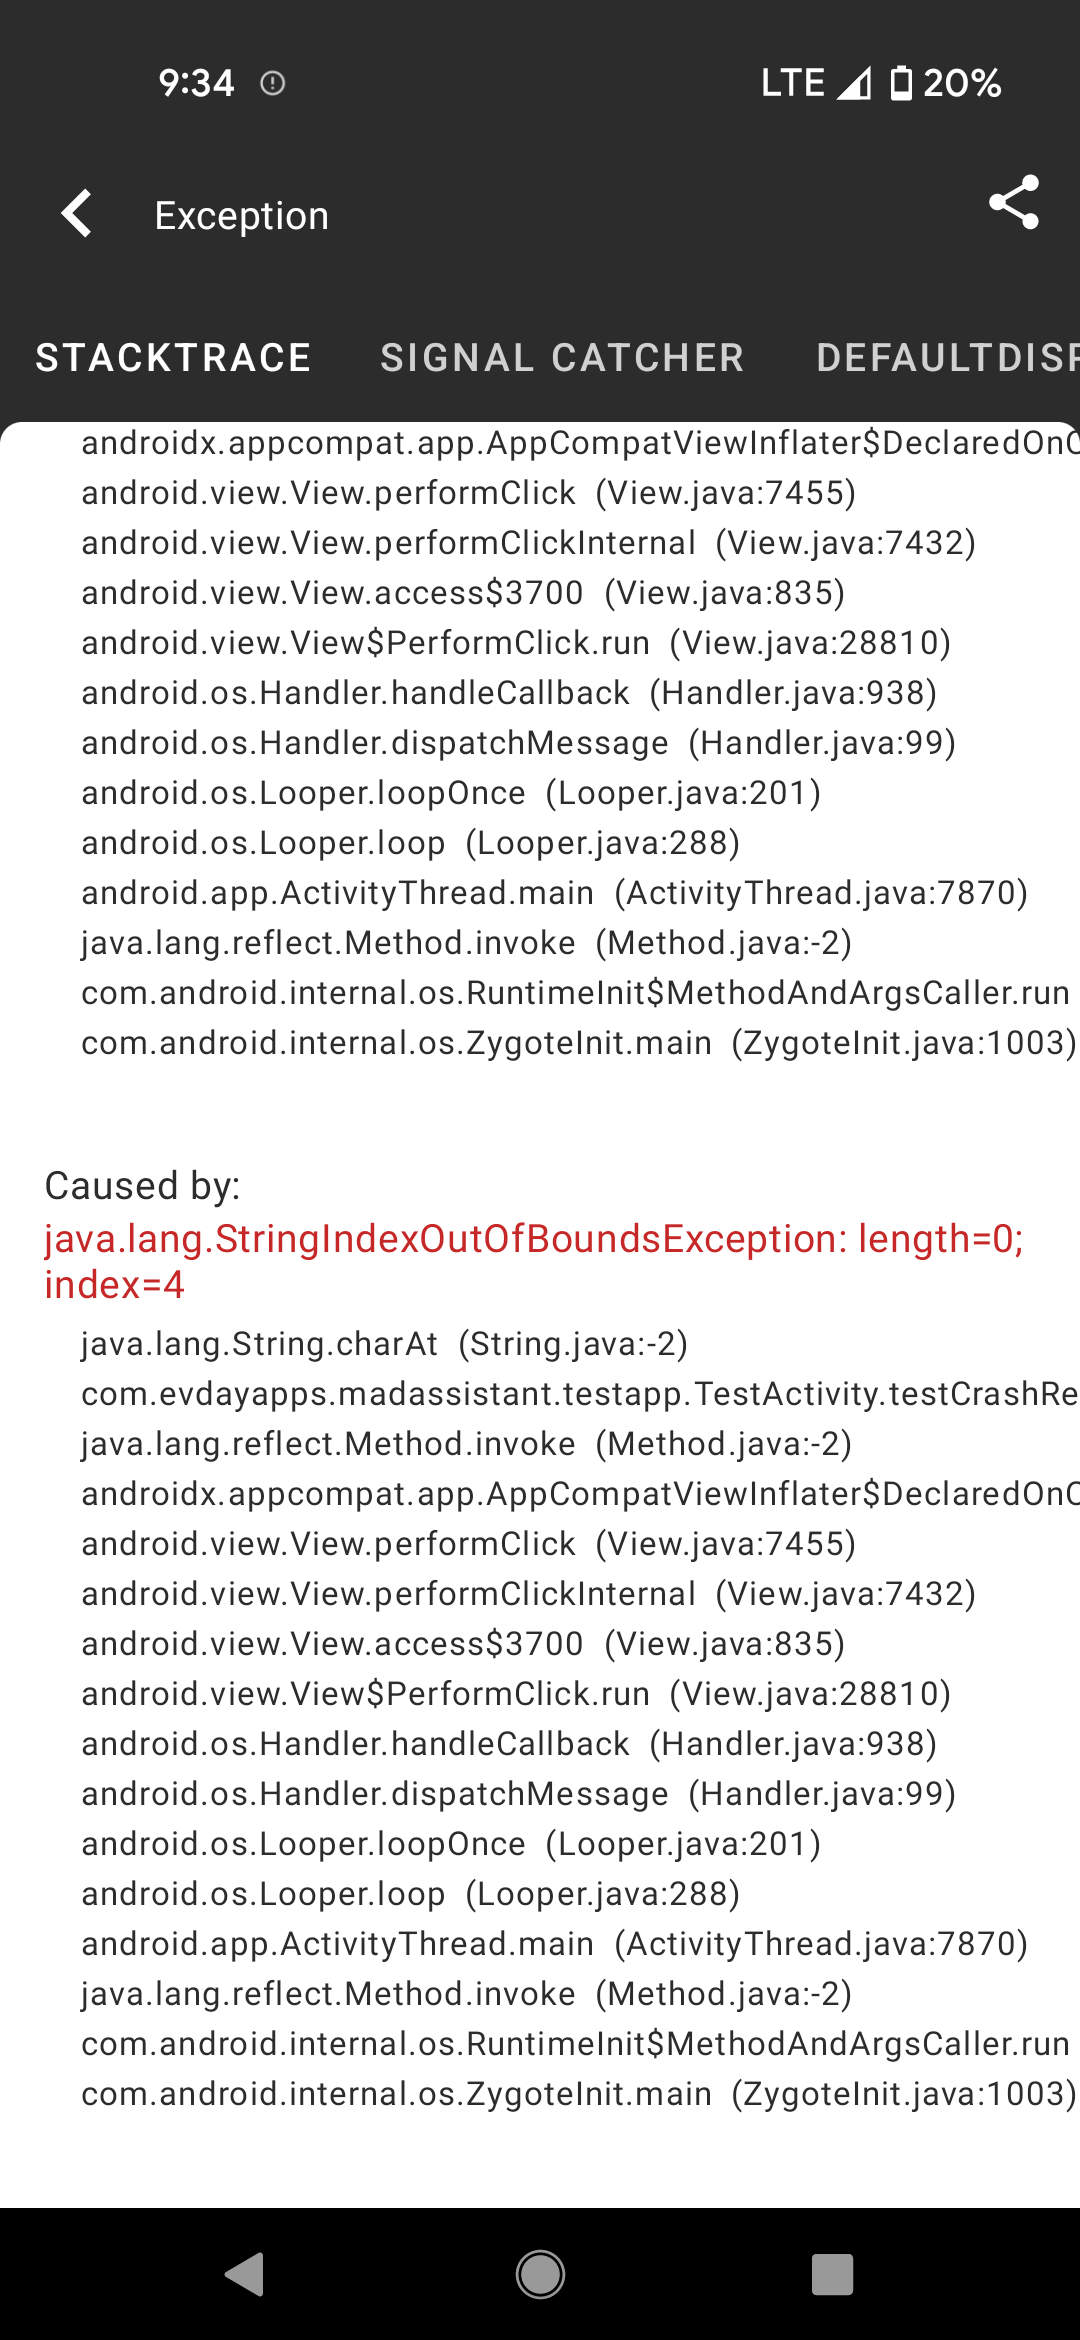 9:34 LTE 20%
Exception
STACKTRACE SIGNAL CATCHER DEFAULTDISP
androidx.appcompat.app.AppCompatViewInflater$DeclaredOnC
android.view.View.performClick (View.java:7455)
android.view.View.performClickInternal (View.java:7432)
android.view.View.access$3700 (View.java:835)
android.view.View$PerformClick.run (View.java:28810)
android.os.Handler.handleCallback (Handler.java:938)
android.os.Handler.dispatchMessage (Handler.java:99)
android.os.Looper.loopOnce (Looper.java:201)
android.os.Looper.loop (Looper.java:288)
android.app.ActivityThread.main (ActivityThread.java:7870)
java.lang.reflect.Method.invoke (Method.java:-2)
com.android.internal.os.RuntimeInit$MethodAndArgsCaller.run
com.android.internal.os.ZygoteInit.main (ZygoteInit.java:1003)
Caused by:
java.lang.StringIndexOutOfBoundsException: length=0;
index=4
java.lang.String.charAt (String.java:-2)
com.evdayapps.madassistant.testapp.TestActivity.testCrashRe
java.lang.reflect.Method.invoke (Method.java:-2)
androidx.appcompat.app.AppCompatViewInflater$DeclaredOnC
android.view.View.performClick (View.java:7455)
android.view.View.performClickInternal (View.java:7432)
android.view.View.access$3700 (View.java:835)
android.view.View$PerformClick.run (View.java:28810)
android.os.Handler.handleCallback (Handler.java:938)
android.os.Handler.dispatchMessage (Handler.java:99)
android.os.Looper.loopOnce (Looper.java:201)
android.os.Looper.loop (Looper.java:288)
android.app.ActivityThread.main (ActivityThread.java:7870)
java.lang.reflect.Method.invoke (Method.java:-2)
com.android.internal.os.RuntimeInit$MethodAndArgsCaller.run
com.android.internal.os.ZygoteInit.main (ZygoteInit.java:1003)